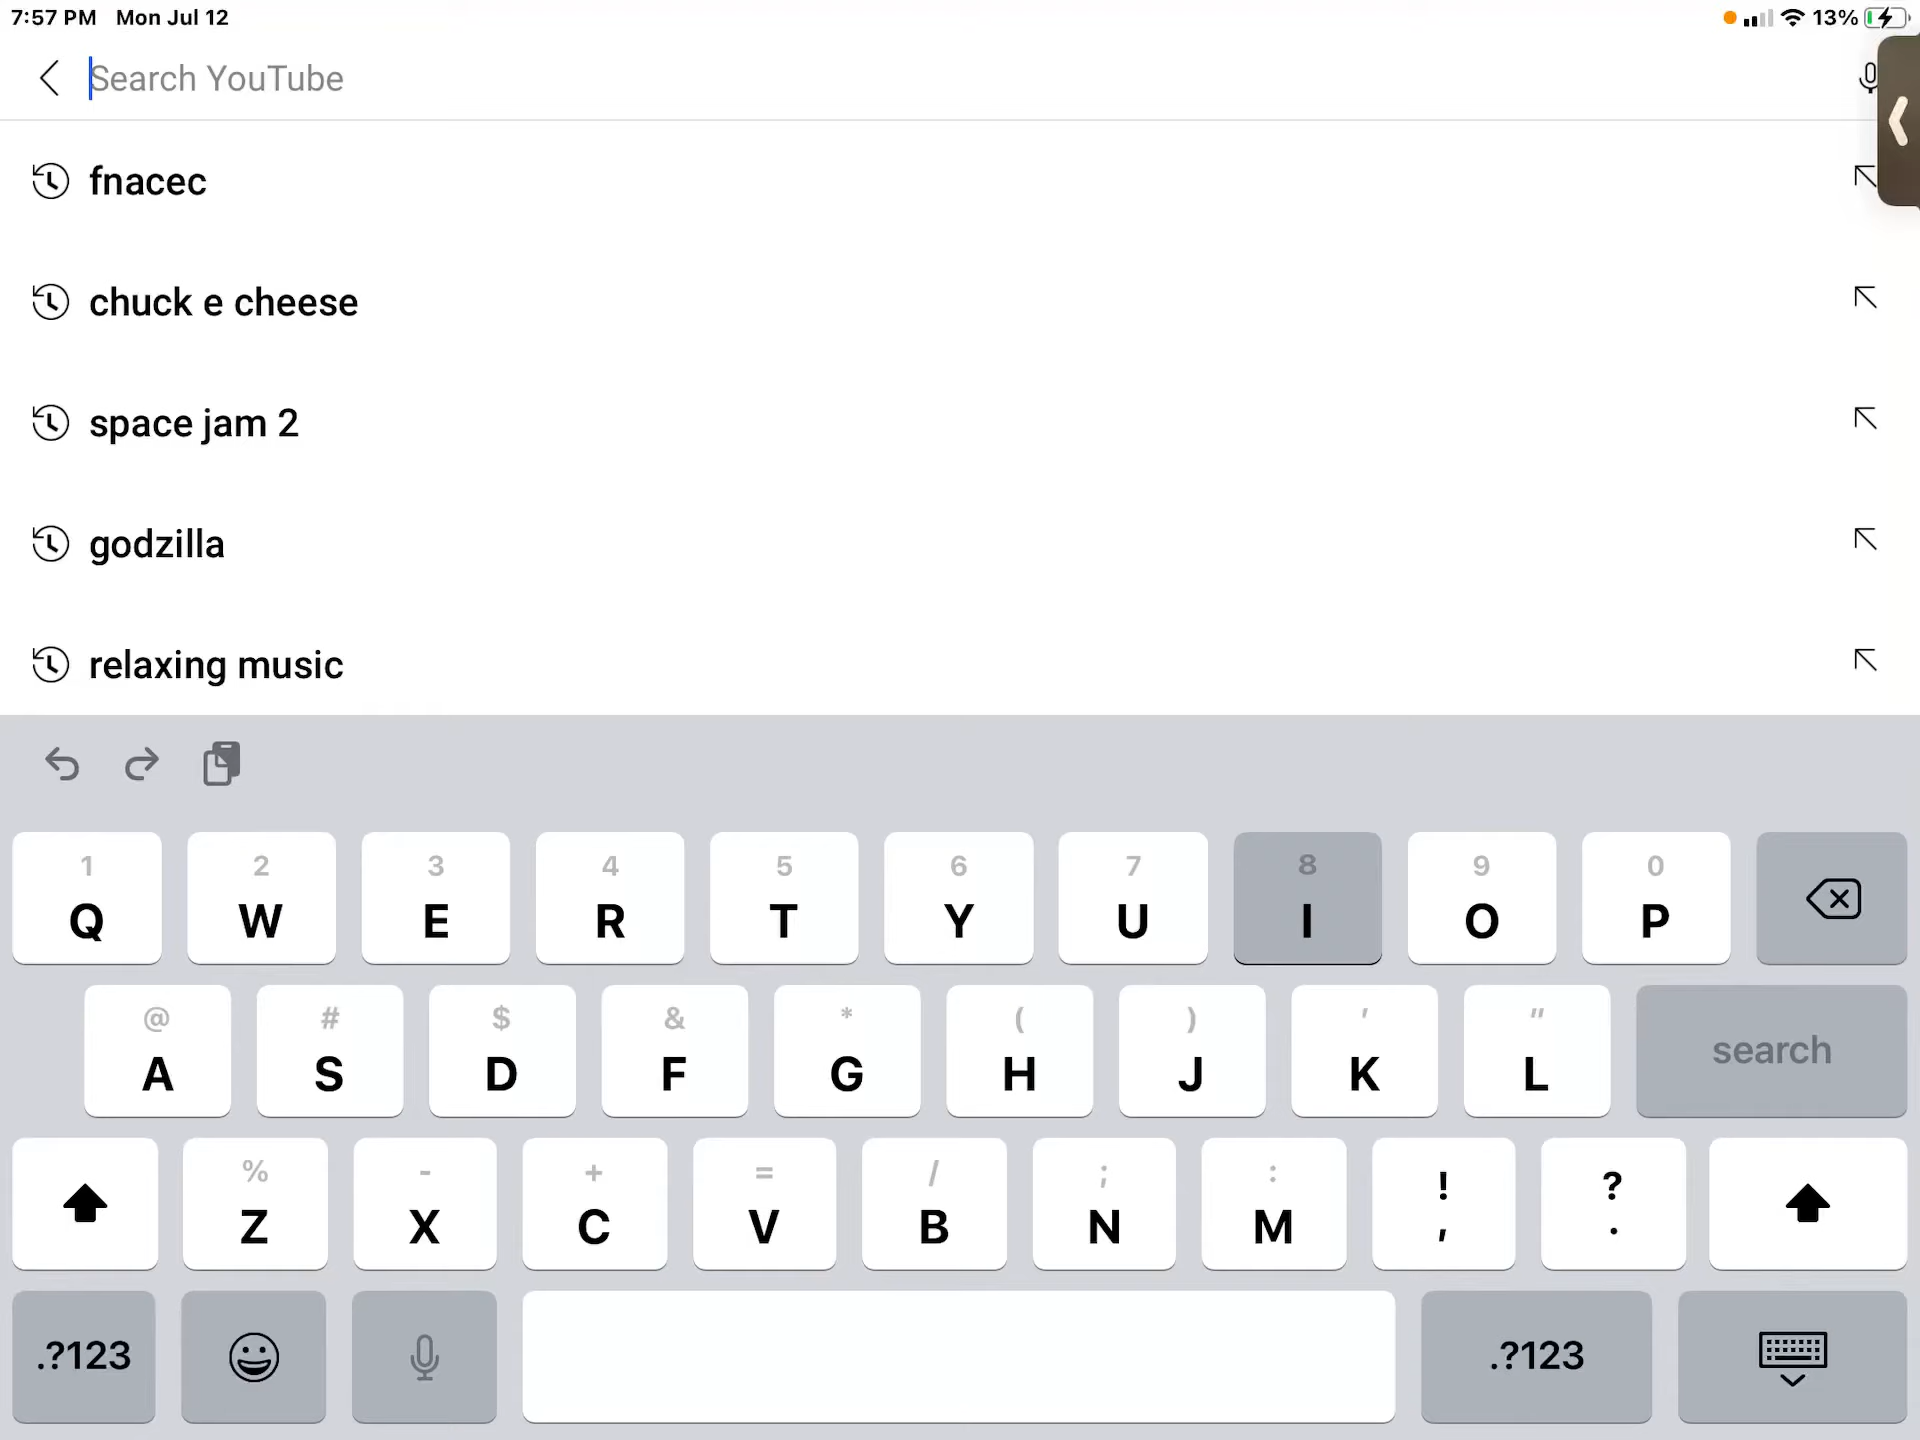 7:57 PM Mon Jul 12 13%
Search YouTube
fnacec
chuck e cheese
space jam 2
godzilla
relaxing music
1 2 3 4 5 6 7 8 9 0
Q W E R T Y U I O P
@ # $ & * ( ) ' "
A S D F G H J K L search
% - + = / ; : ! ?
Z X C V B N M , .
.?123 .?123